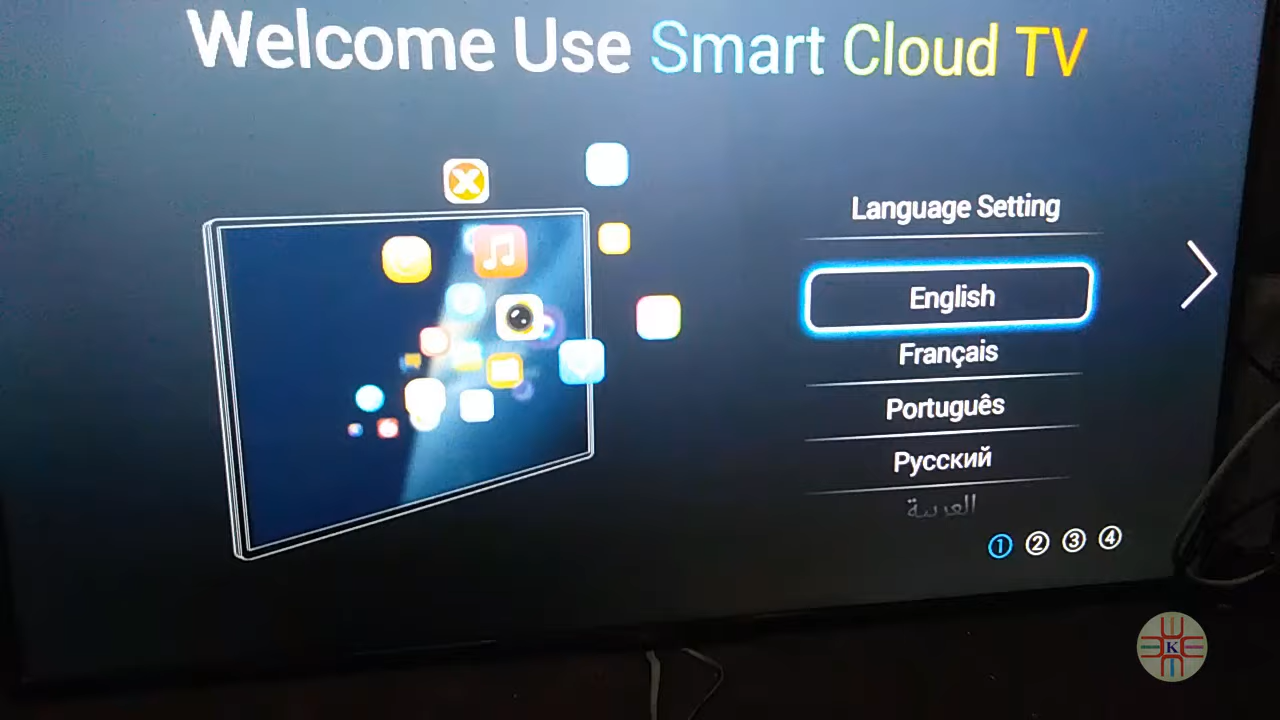 Welcome Use Smart Cloud TV
Language Setting
English
Français
Português
Русский
العربية
① ② ③ ④
K